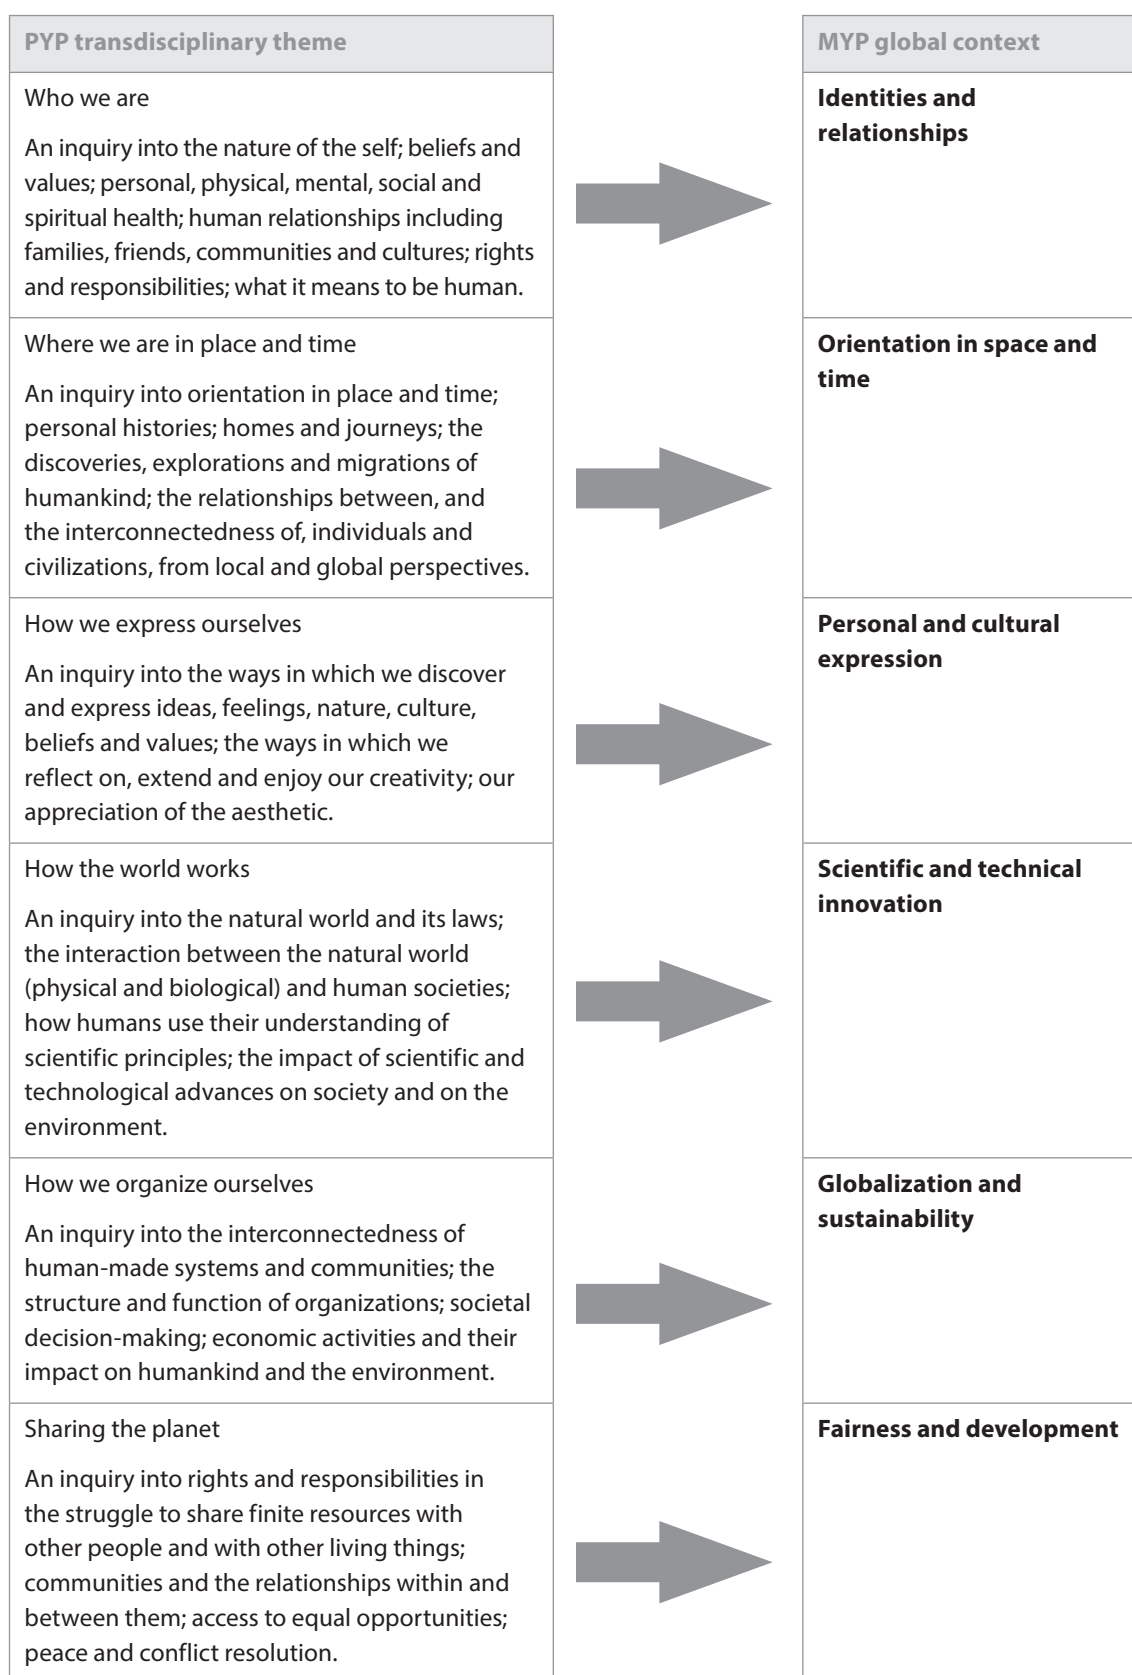 PYP transdisciplinary theme
MYP global context
Who we are
An inquiry into the nature of the self; beliefs and
values; personal, physical, mental, social and
spiritual health; human relationships including
families, friends, communities and cultures; rights
and responsibilities; what it means to be human.
Identities and
relationships
Where we are in place and time
An inquiry into orientation in place and time;
personal histories; homes and journeys; the
discoveries, explorations and migrations of
humankind; the relationships between, and
the interconnectedness of, individuals and
civilizations, from local and global perspectives.
Orientation in space and
time
How we express ourselves
An inquiry into the ways in which we discover
and express ideas, feelings, nature, culture,
beliefs and values; the ways in which we
reflect on, extend and enjoy our creativity; our
appreciation of the aesthetic.
Personal and cultural
expression
How the world works
An inquiry into the natural world and its laws;
the interaction between the natural world
(physical and biological) and human societies;
how humans use their understanding of
scientific principles; the impact of scientific and
technological advances on society and on the
environment.
Scientific and technical
innovation
How we organize ourselves
An inquiry into the interconnectedness of
human-made systems and communities; the
structure and function of organizations; societal
decision-making; economic activities and their
impact on humankind and the environment.
Globalization and
sustainability
Sharing the planet
An inquiry into rights and responsibilities in
the struggle to share finite resources with
other people and with other living things;
communities and the relationships within and
between them; access to equal opportunities;
peace and conflict resolution.
Fairness and development